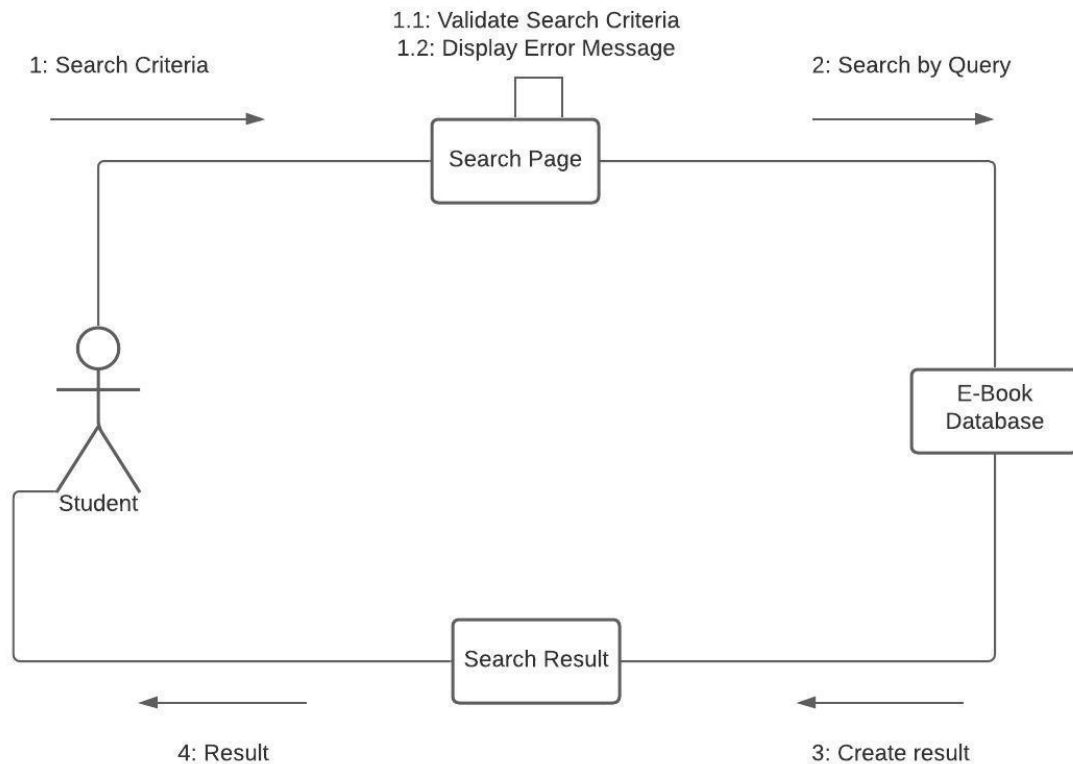 1.1: Validate Search Criteria
1.2: Display Error Message
1: Search Criteria
2: Search by Query
Search Page
E-Book
Database
Student
Search Result
4: Result
3: Create result